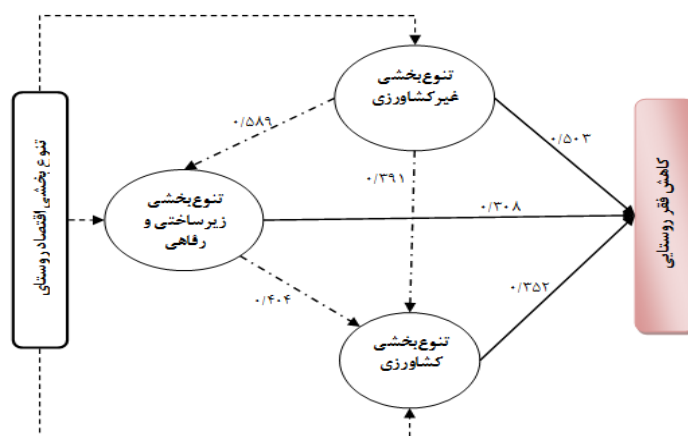 تنوع‌بخشی
غیرکشاورزی
۰/۵۸۹
۰/۵۰۳
۰/۳۹۱
تنوع بخشی اقتصاد روستای
تنوع‌بخشی
زیرساختی و
رفاهی
۰/۳۰۸
کاهش فقر روستایی
۰/۴۰۴
۰/۳۵۲
تنوع‌بخشی
کشاورزی